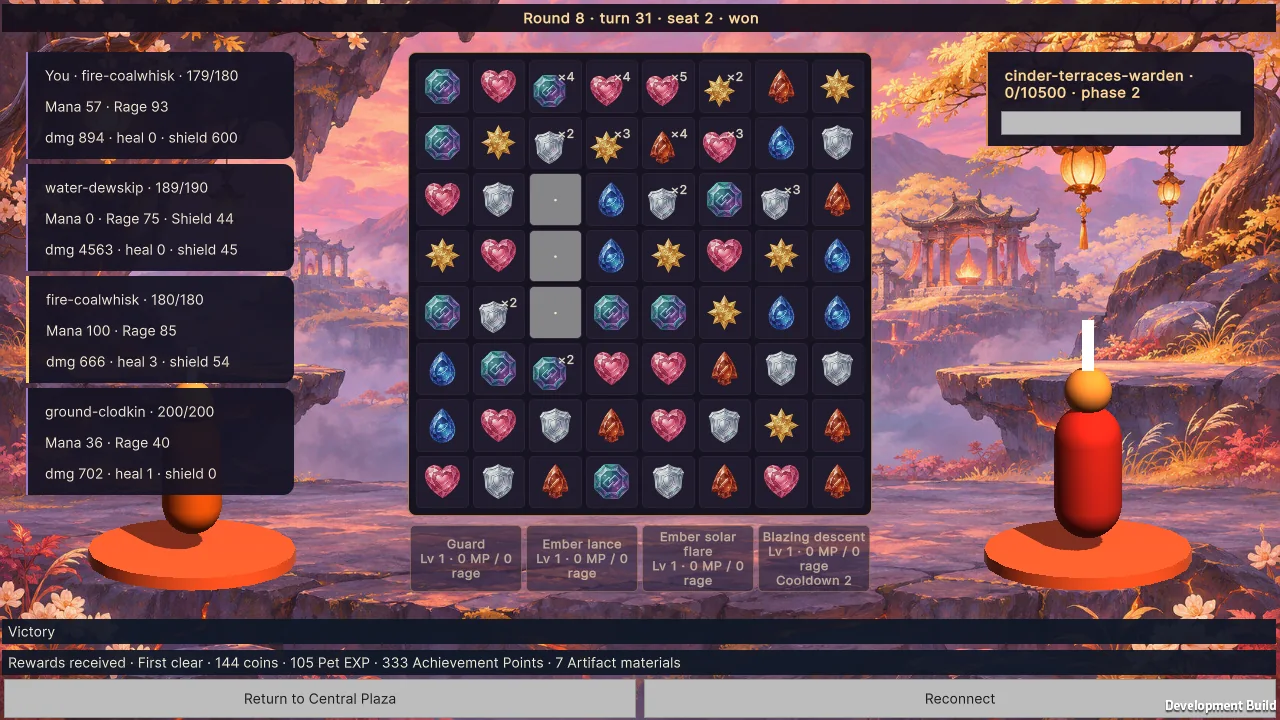 Round 8 · turn 31 · seat 2 · won
You · fire-coalwhisk · 179/180
Mana 57 · Rage 93
dmg 894 · heal 0 · shield 600
water-dewskip · 189/190
Mana 0 · Rage 75 · Shield 44
dmg 4563 · heal 0 · shield 45
fire-coalwhisk · 180/180
Mana 100 · Rage 85
dmg 666 · heal 3 · shield 54
ground-clodkin · 200/200
Mana 36 · Rage 40
dmg 702 · heal 1 · shield 0
×4 ×4 ×5 ×2
×2 ×3 ×4 ×3
×2 ×3
×2
×2
cinder-terraces-warden ·
0/10500 · phase 2
Guard
Lv 1 · 0 MP / 0
rage
Ember lance
Lv 1 · 0 MP / 0
rage
Ember solar
flare
Lv 1 · 0 MP / 0
rage
Blazing descent
Lv 1 · 0 MP / 0
rage
Cooldown 2
Victory
Rewards received · First clear · 144 coins · 105 Pet EXP · 333 Achievement Points · 7 Artifact materials
Return to Central Plaza
Reconnect
Development Build